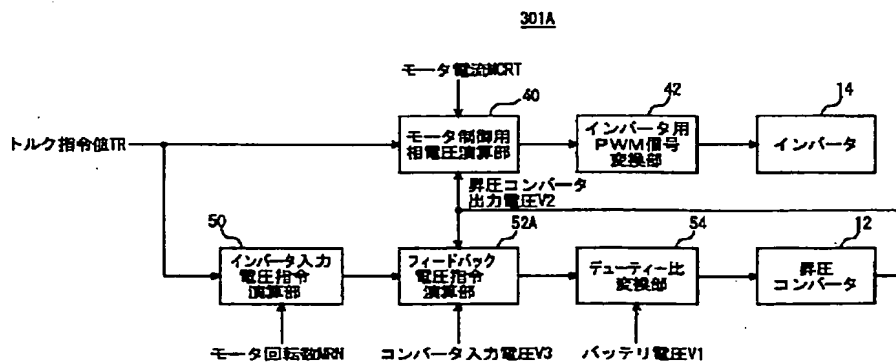 301A
モータ電流MCRT
40
42
14
トルク指令値TR
モータ制御用
相電圧演算部
インバータ用
PWM信号
変換部
インバータ
昇圧コンバータ
出力電圧V2
50
52A
54
12
インバータ入力
電圧指令
演算部
フィードバック
電圧指令
演算部
デューティー比
変換部
昇圧
コンバータ
モータ回転数MRN
コンバータ入力電圧V3
バッテリ電圧V1